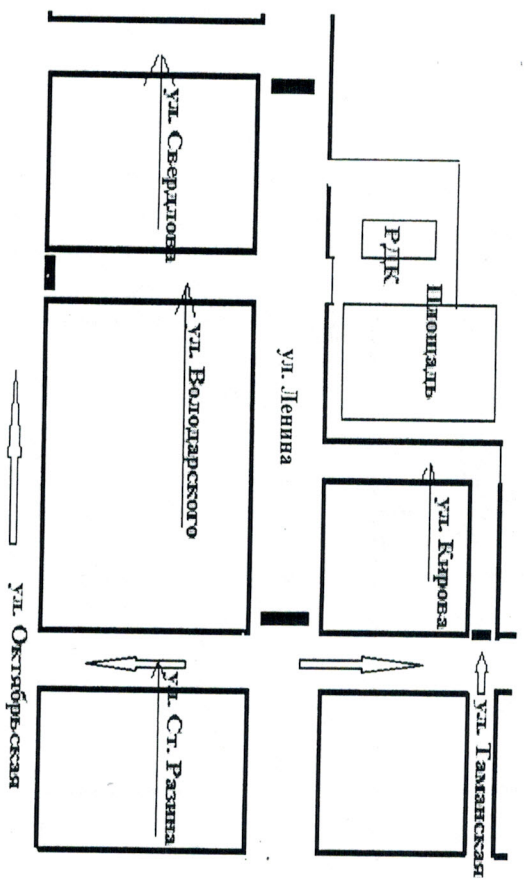 ул. Свердлова
РДК
Площадь
ул. Володарского
ул. Ленина
ул. Кирова
ул. Октябрьская
ул. Ст. Разина
ул. Таманская